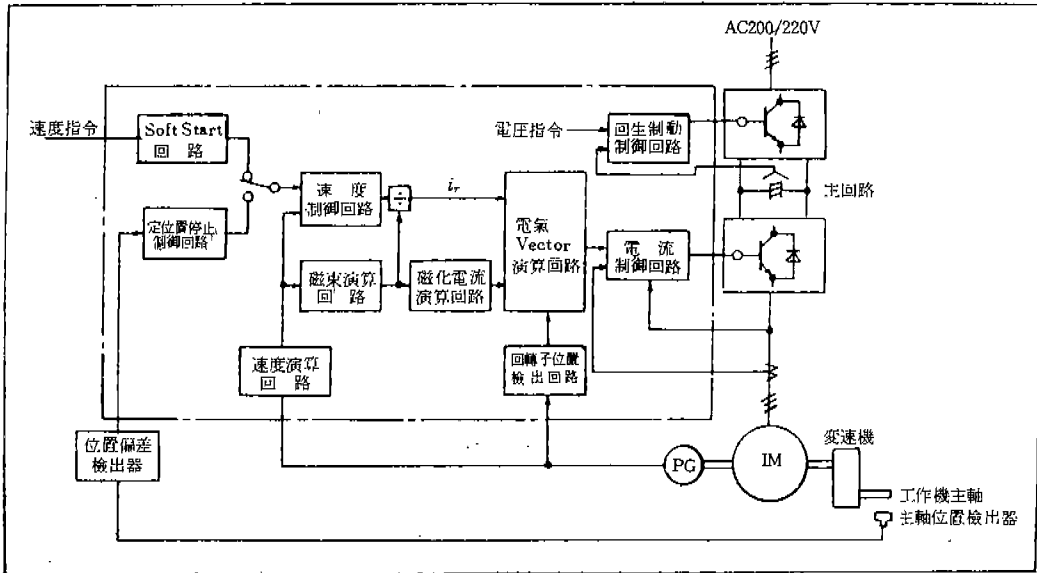 AC200/220V
速度指令
Soft Start
回路
電圧指令
回生制動
制御回路
主回路
速度
制御回路
÷
iᵣ
定位置停止
制御回路
電氣
Vector
演算回路
電流
制御回路
磁束演算
回路
磁化電流
演算回路
速度演算
回路
回轉子位置
檢出回路
位置偏差
檢出器
PG
IM
変速機
工作機主軸
主軸位置檢出器